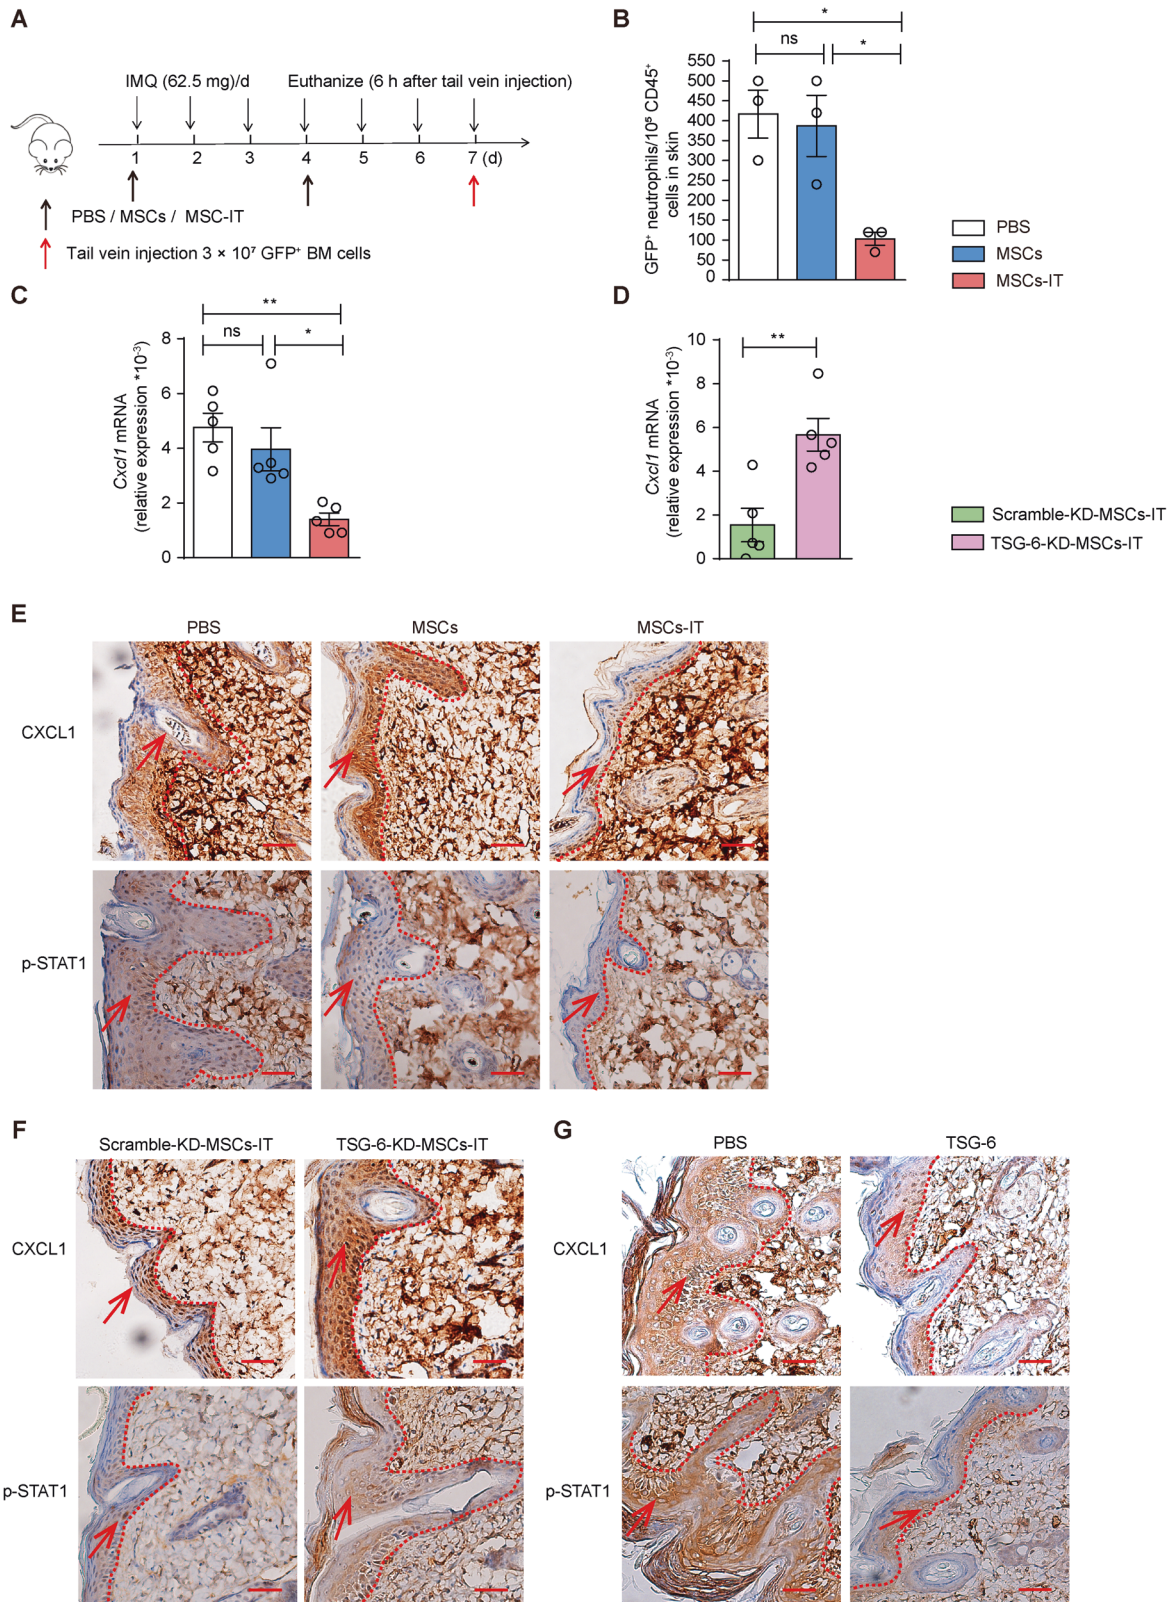 A
IMQ (62.5 mg)/d
Euthanize (6 h after tail vein injection)
1 2 3 4 5 6 7 (d)
PBS / MSCs / MSC-IT
Tail vein injection 3 × 10⁷ GFP⁺ BM cells
B
*
ns
*
GFP⁺ neutrophils/10⁵ CD45⁺
cells in skin
550
500
450
400
350
300
250
200
150
100
50
0
PBS
MSCs
MSCs-IT
C
**
ns
*
Cxcl1 mRNA
(relative expression *10⁻³)
8
6
4
2
0
D
**
Cxcl1 mRNA
(relative expression *10⁻³)
10
8
6
4
2
0
Scramble-KD-MSCs-IT
TSG-6-KD-MSCs-IT
E
PBS
MSCs
MSCs-IT
CXCL1
p-STAT1
F
Scramble-KD-MSCs-IT
TSG-6-KD-MSCs-IT
CXCL1
p-STAT1
G
PBS
TSG-6
CXCL1
p-STAT1